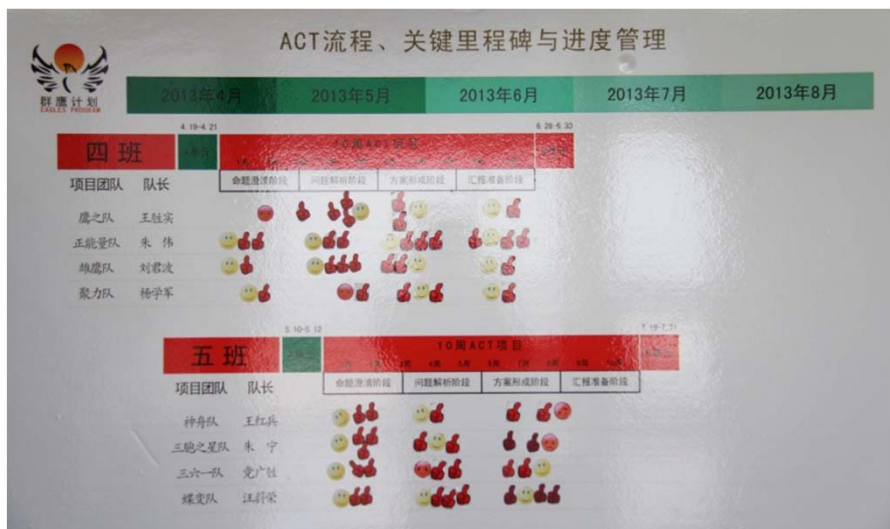 ACT流程、关键里程碑与进度管理
群鹰计划
EAGLES PROGRAM
2013年4月 2013年5月 2013年6月 2013年7月 2013年8月
4.19-4.21 6.28-6.30
四班 10周ACT项目
项目团队 队长 命题澄清阶段 问题解析阶段 方案形成阶段 汇报准备阶段
鹰之队 王胜实
正能量队 朱 伟
雄鹰队 刘君波
聚力队 杨学军
5.10-5.12 7.19-7.21
五班 10周ACT项目
项目团队 队长 命题澄清阶段 问题解析阶段 方案形成阶段 汇报准备阶段
神舟队 王红兵
三胞之星队 朱 宁
三六一队 党广胜
蝶变队